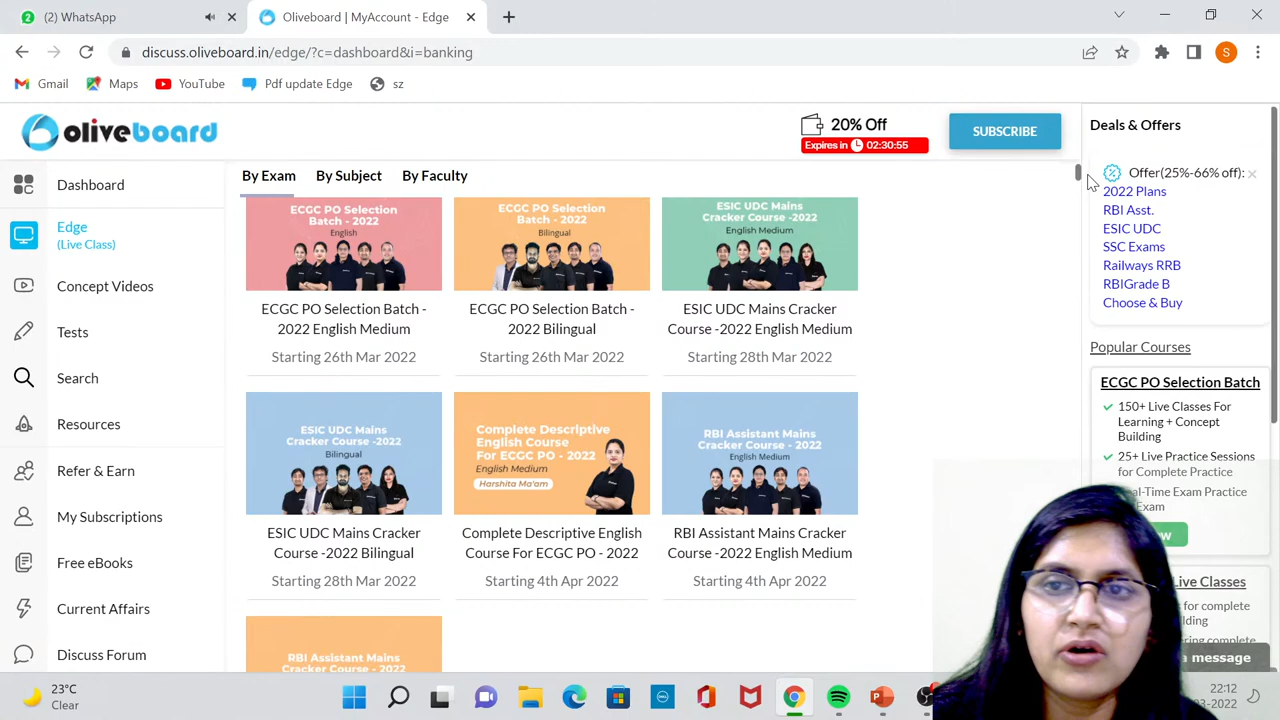 (2) WhatsApp
Oliveboard | MyAccount - Edge
discuss.oliveboard.in/edge/?c=dashboard&i=banking
S
Gmail
Maps
YouTube
Pdf update Edge
sz
oliveboard
20% Off
Expires in 02:30:55
SUBSCRIBE
Dashboard
Edge
(Live Class)
Concept Videos
Tests
Search
Resources
Refer & Earn
My Subscriptions
Free eBooks
Current Affairs
Discuss Forum
By Exam
By Subject
By Faculty
ECGC PO Selection
Batch - 2022
English
ECGC PO Selection
Batch - 2022
Bilingual
ESIC UDC Mains
Cracker Course -2022
English Medium
ECGC PO Selection Batch -
2022 English Medium
Starting 26th Mar 2022
ECGC PO Selection Batch -
2022 Bilingual
Starting 26th Mar 2022
ESIC UDC Mains Cracker
Course -2022 English Medium
Starting 28th Mar 2022
ESIC UDC Mains
Cracker Course -2022
Bilingual
Complete Descriptive
English Course
For ECGC PO - 2022
English Medium
Harshita Ma'am
RBI Assistant Mains
Cracker Course - 2022
English Medium
ESIC UDC Mains Cracker
Course -2022 Bilingual
Starting 28th Mar 2022
Complete Descriptive English
Course For ECGC PO - 2022
Starting 4th Apr 2022
RBI Assistant Mains Cracker
Course -2022 English Medium
Starting 4th Apr 2022
RBI Assistant Mains
Deals & Offers
Offer(25%-66% off):
2022 Plans
RBI Asst.
ESIC UDC
SSC Exams
Railways RRB
RBIGrade B
Choose & Buy
Popular Courses
ECGC PO Selection Batch
150+ Live Classes For
Learning + Concept
Building
25+ Live Practice Sessions
for Complete Practice
Time Exam Practice
Exam
Live Classes
for complete
complete
a message
23°C
Clear
22:12